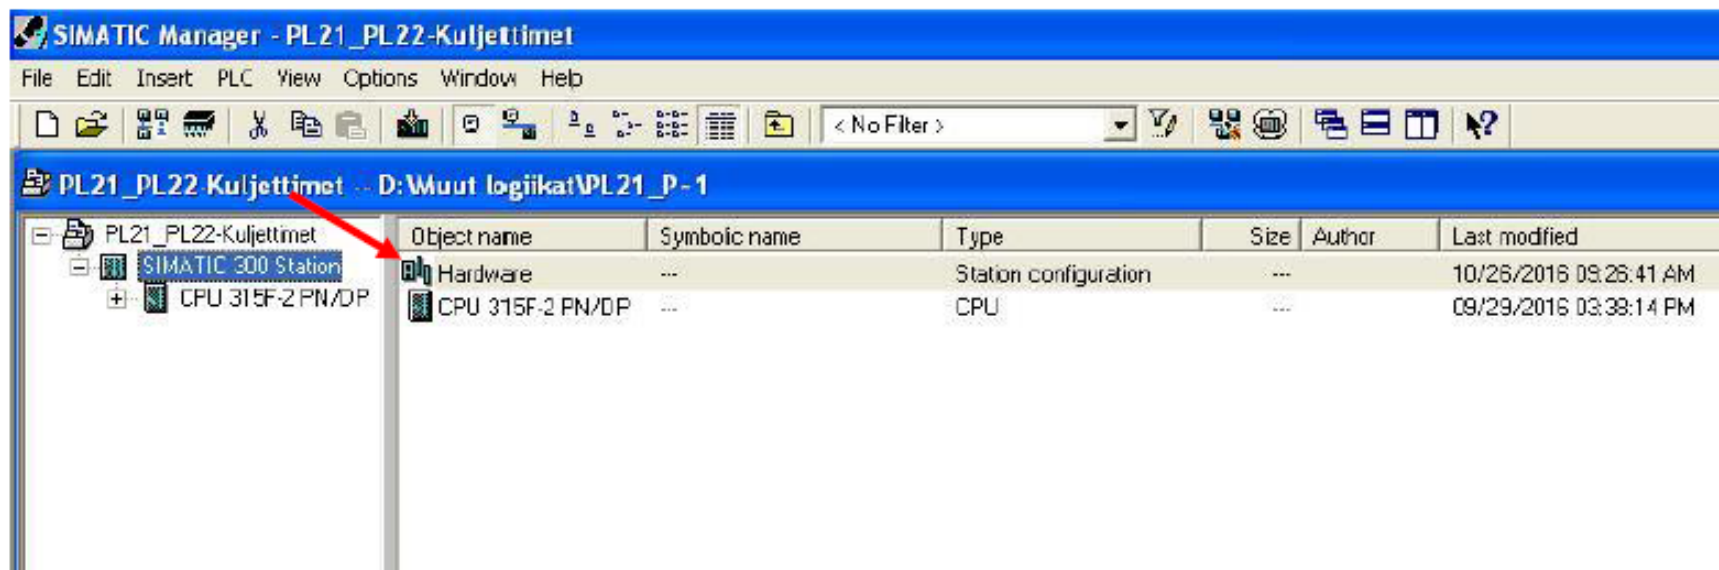 SIMATIC Manager - PL21_PL22-Kuljettimet
File Edit Insert PLC View Options Window Help
< No Filter >
PL21_PL22-Kuljettimet -- D:\Muut logiikat\PL21_P~1
PL21_PL22-Kuljettimet
SIMATIC 300 Station
CPU 315F-2 PN/DP
Object name Symbolic name Type Size Author Last modified
Hardware --- Station configuration --- 10/26/2016 09:26:41 AM
CPU 315F-2 PN/DP --- CPU --- 09/29/2016 03:38:14 PM